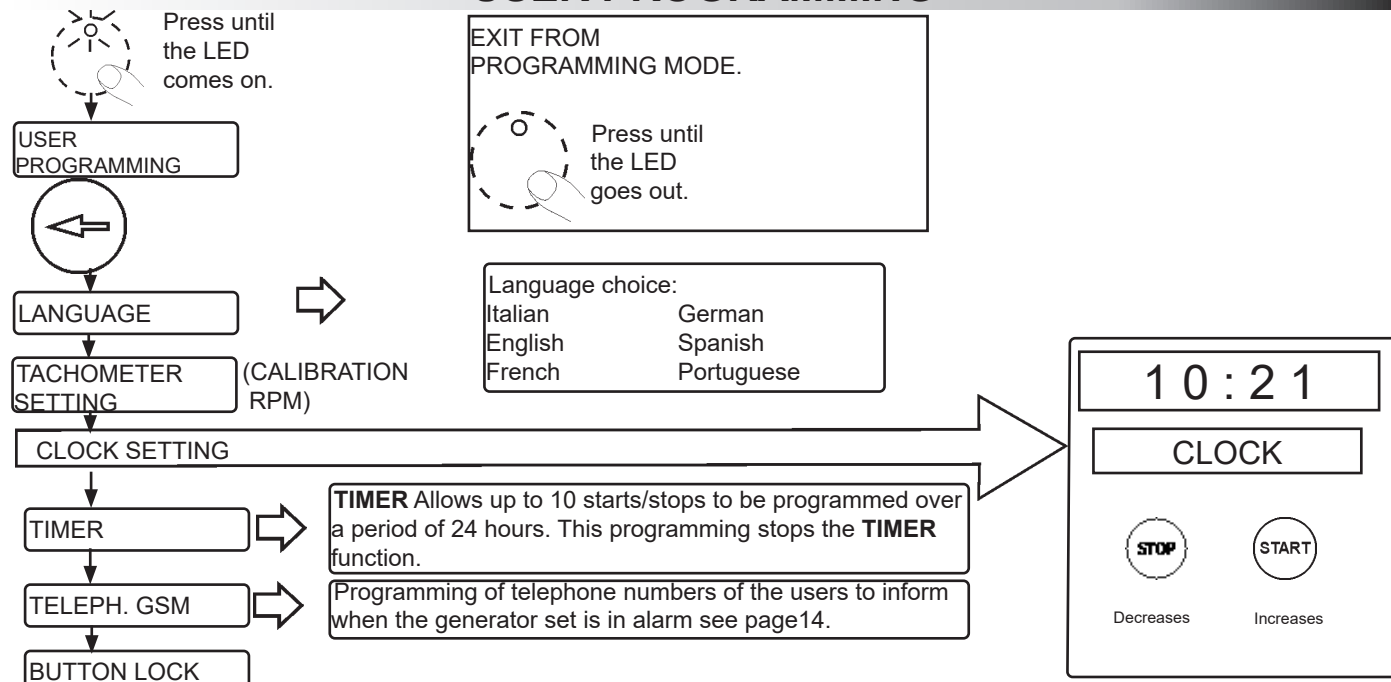 USER PROGRAMMING
Press until
the LED
comes on.
EXIT FROM
PROGRAMMING MODE.
Press until
the LED
goes out.
USER
PROGRAMMING
LANGUAGE
Language choice:
Italian German
English Spanish
French Portuguese
TACHOMETER
SETTING
(CALIBRATION
RPM)
CLOCK SETTING
10:21
CLOCK
STOP START
Decreases Increases
TIMER
TIMER Allows up to 10 starts/stops to be programmed over
a period of 24 hours. This programming stops the TIMER
function.
TELEPH. GSM
Programming of telephone numbers of the users to inform
when the generator set is in alarm see page14.
BUTTON LOCK